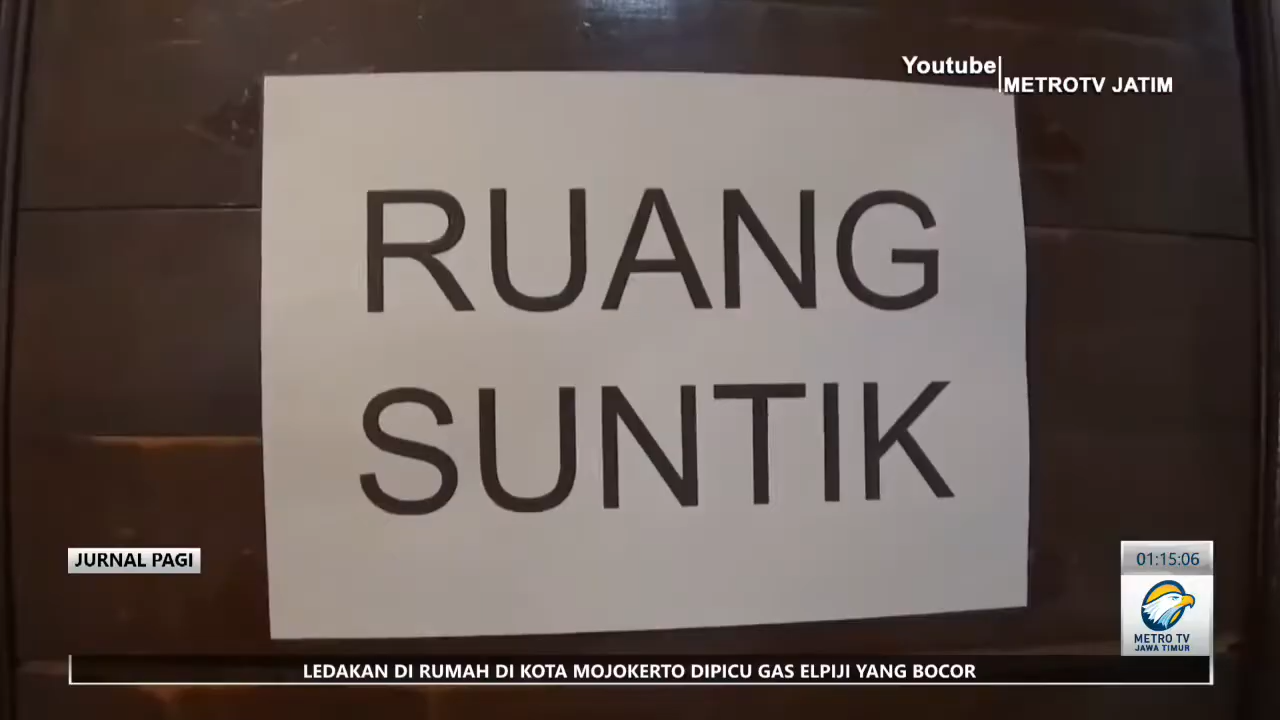 Youtube
METROTV JATIM
RUANG
SUNTIK
JURNAL PAGI
01:15:06
METRO TV
JAWA TIMUR
LEDAKAN DI RUMAH DI KOTA MOJOKERTO DIPICU GAS ELPIJI YANG BOCOR